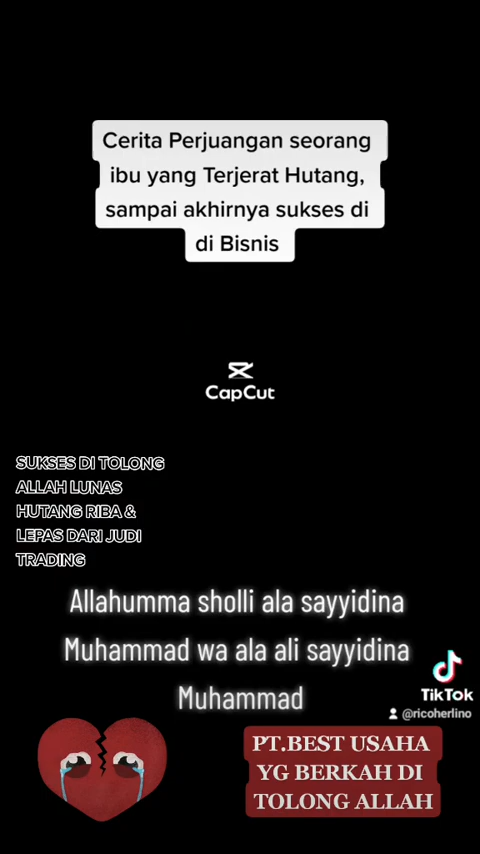 Cerita Perjuangan seorang
ibu yang Terjerat Hutang,
sampai akhirnya sukses di
di Bisnis
CapCut
SUKSES DI TOLONG
ALLAH LUNAS
HUTANG RIBA &
LEPAS DARI JUDI
TRADING
Allahumma sholli ala sayyidina
Muhammad wa ala ali sayyidina
Muhammad
TikTok
@ricoherlino
PT.BEST USAHA
YG BERKAH DI
TOLONG ALLAH